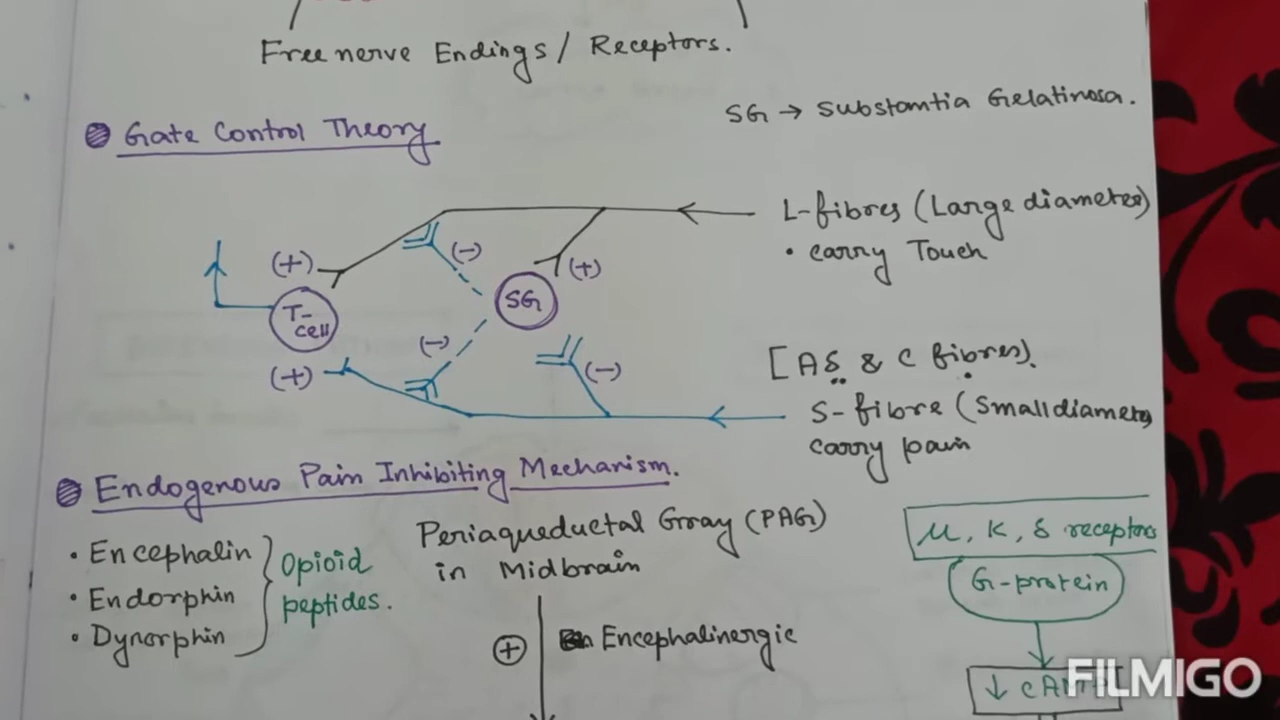 Free nerve Endings / Receptors.
SG → Substantia Gelatinosa.
Gate Control Theory
L-fibres (Large diameter)
• carry Touch
(+)
(-)
(+)
SG
T-cell
(-)
(-)
(+)
[Aδ & C fibres).
S-fibre (Small diameter
carry pain
Endogenous Pain Inhibiting Mechanism.
Periaqueductal Gray (PAG)
in Midbrain
• Encephalin
• Endorphin
• Dynorphin
Opioid
peptides.
+
Encephalinergic
μ, K, δ receptors
G-protein
↓ cAMP
FILMIGO